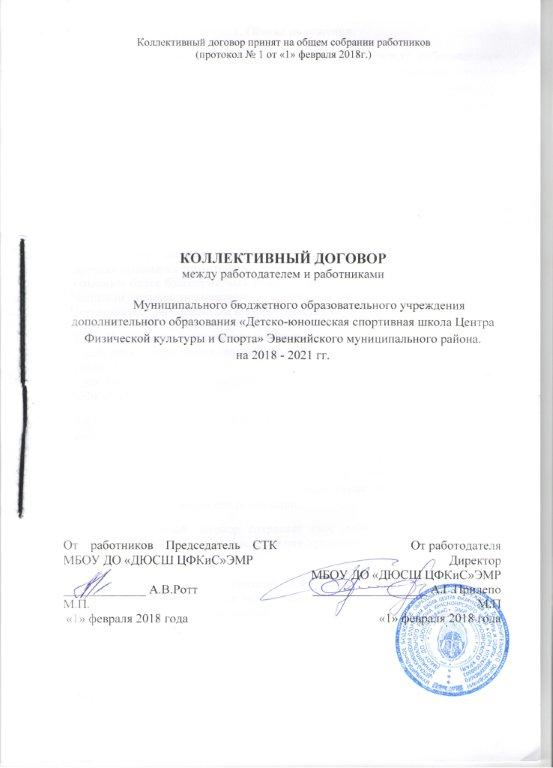 Коллективный договор принят на общем собрании работников
(протокол № 1 от «1» февраля 2018г.)
КОЛЛЕКТИВНЫЙ ДОГОВОР
между работодателем и работниками
Муниципального бюджетного образовательного учреждения
дополнительного образования «Детско-юношеская спортивная школа Центра
Физической культуры и Спорта» Эвенкийского муниципального района.
на 2018 - 2021 гг.
От работников Председатель СТК
МБОУ ДО «ДЮСШ ЦФКиС»ЭМР
____________ А.В.Ротт
М.П.
«1» февраля 2018 года
От работодателя
Директор
МБОУ ДО «ДЮСШ ЦФКиС»ЭМР
А.Г.Прилепо
М.П
«1» февраля 2018 года